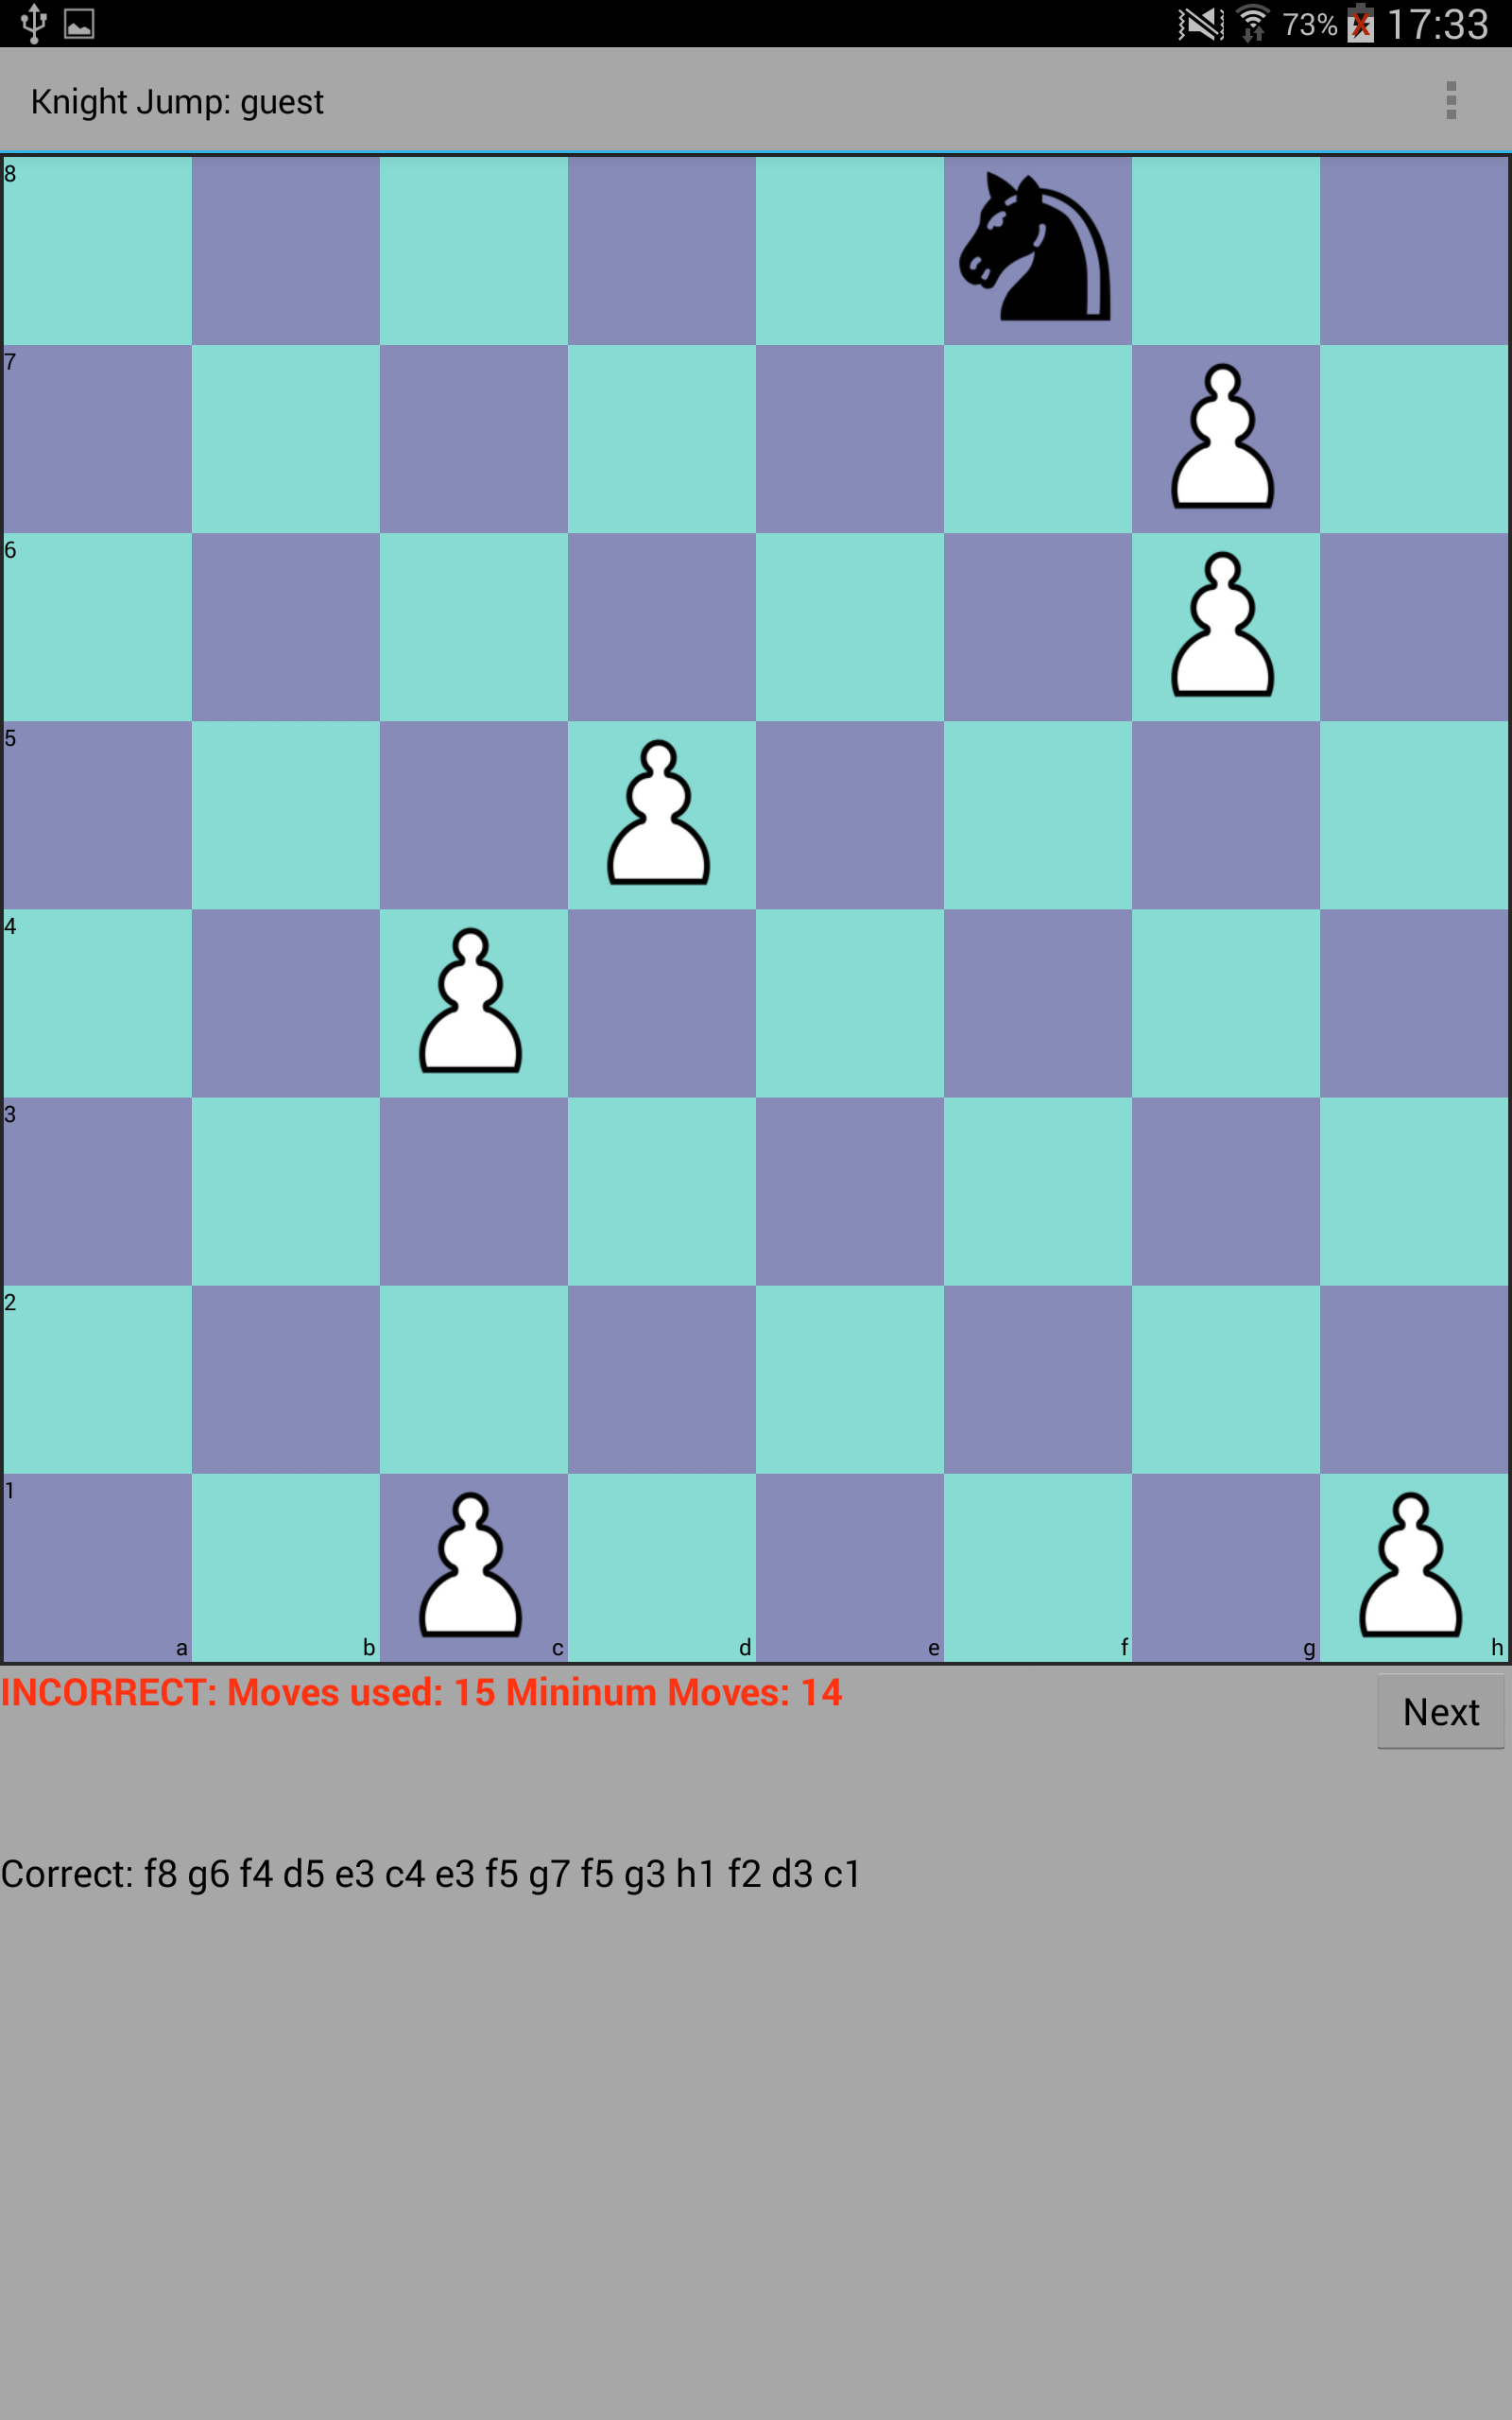 73% 17:33
Knight Jump: guest
8
7
6
5
4
3
2
1
a b c d e f g h
INCORRECT: Moves used: 15 Mininum Moves: 14
Next
Correct: f8 g6 f4 d5 e3 c4 e3 f5 g7 f5 g3 h1 f2 d3 c1